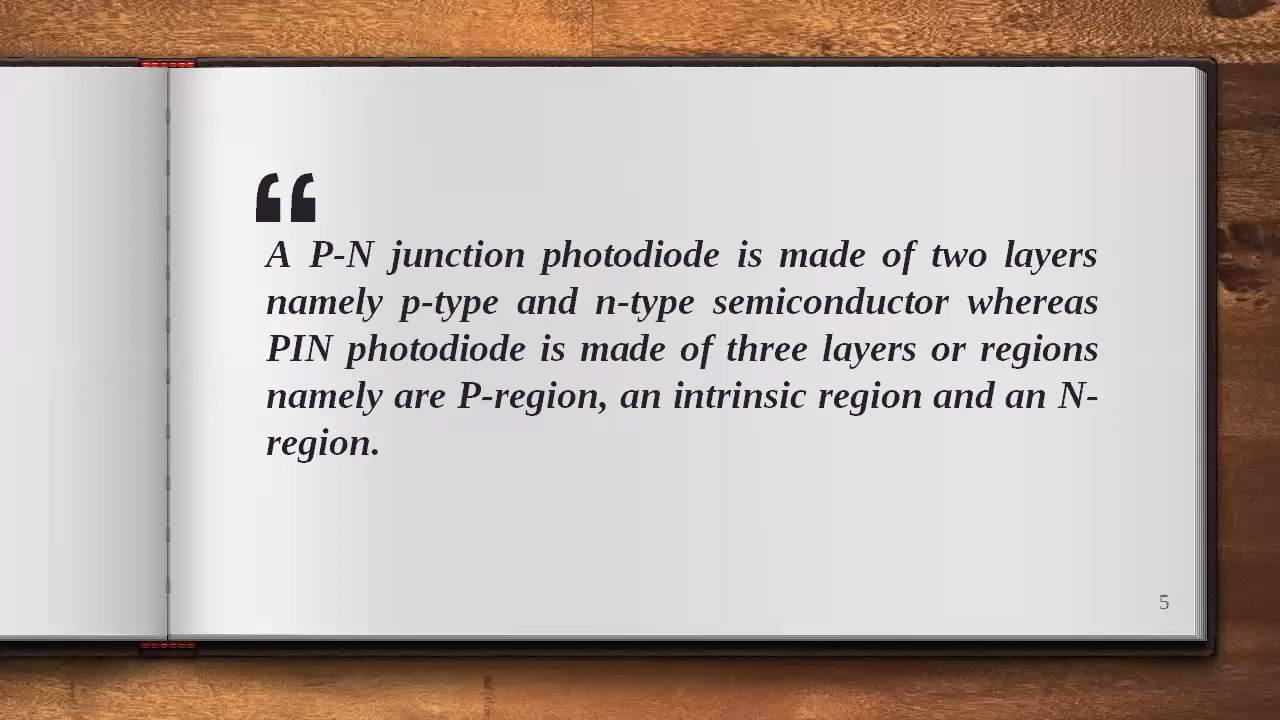 “
A P-N junction photodiode is made of two layers
namely p-type and n-type semiconductor whereas
PIN photodiode is made of three layers or regions
namely are P-region, an intrinsic region and an N-
region.
5